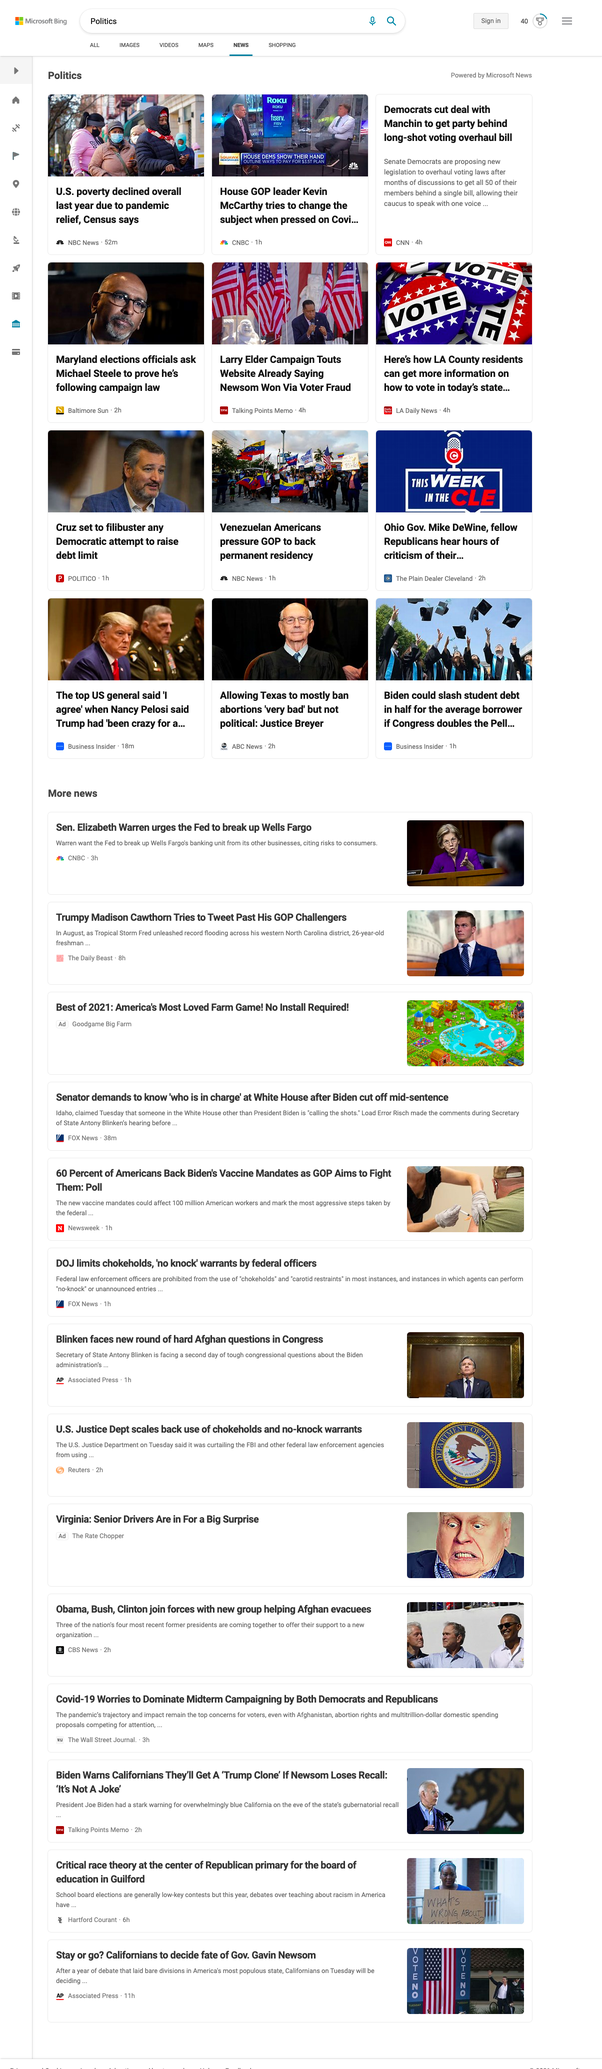 Microsoft Bing
Politics
Sign in
40
ALL
IMAGES
VIDEOS
MAPS
NEWS
SHOPPING
Politics
Powered by Microsoft News
U.S. poverty declined overall
last year due to pandemic
relief, Census says
NBC News · 52m
ROKU
Roku
HOUSE DEMS SHOW THEIR HAND
OUTLINE WAYS TO PAY FOR $3.5T PLAN
House GOP leader Kevin
McCarthy tries to change the
subject when pressed on Covi...
CNBC · 1h
Democrats cut deal with
Manchin to get party behind
long-shot voting overhaul bill
Senate Democrats are proposing new
legislation to overhaul voting laws after
months of discussions to get all 50 of their
members behind a single bill, allowing their
caucus to speak with one voice ...
CNN · 4h
Maryland elections officials ask
Michael Steele to prove he's
following campaign law
Baltimore Sun · 2h
Larry Elder Campaign Touts
Website Already Saying
Newsom Won Via Voter Fraud
Talking Points Memo · 4h
VOTE
VOTE
Here's how LA County residents
can get more information on
how to vote in today's state...
LA Daily News · 4h
Cruz set to filibuster any
Democratic attempt to raise
debt limit
POLITICO · 1h
Venezuelan Americans
pressure GOP to back
permanent residency
NBC News · 1h
THIS WEEK
IN THE CLE
Ohio Gov. Mike DeWine, fellow
Republicans hear hours of
criticism of their...
The Plain Dealer Cleveland · 2h
The top US general said 'I
agree' when Nancy Pelosi said
Trump had 'been crazy for a...
Business Insider · 18m
Allowing Texas to mostly ban
abortions 'very bad' but not
political: Justice Breyer
ABC News · 2h
Biden could slash student debt
in half for the average borrower
if Congress doubles the Pell...
Business Insider · 1h
More news
Sen. Elizabeth Warren urges the Fed to break up Wells Fargo
Warren want the Fed to break up Wells Fargo's banking unit from its other businesses, citing risks to consumers.
CNBC · 3h
Trumpy Madison Cawthorn Tries to Tweet Past His GOP Challengers
In August, as Tropical Storm Fred unleashed record flooding across his western North Carolina district, 26-year-old
freshman ...
The Daily Beast · 8h
Best of 2021: America's Most Loved Farm Game! No Install Required!
Ad Goodgame Big Farm
Senator demands to know 'who is in charge' at White House after Biden cut off mid-sentence
Idaho, claimed Tuesday that someone in the White House other than President Biden is "calling the shots." Load Error Risch made the comments during Secretary
of State Antony Blinken's hearing before ...
FOX News · 38m
60 Percent of Americans Back Biden's Vaccine Mandates as GOP Aims to Fight
Them: Poll
The new vaccine mandates could affect 100 million American workers and mark the most aggressive steps taken by
the federal ...
Newsweek · 1h
DOJ limits chokeholds, 'no knock' warrants by federal officers
Federal law enforcement officers are prohibited from the use of "chokeholds" and "carotid restraints" in most instances, and instances in which agents can perform
"no-knock" or unannounced entries ...
FOX News · 1h
Blinken faces new round of hard Afghan questions in Congress
Secretary of State Antony Blinken is facing a second day of tough congressional questions about the Biden
administration's ...
AP Associated Press · 1h
U.S. Justice Dept scales back use of chokeholds and no-knock warrants
The U.S. Justice Department on Tuesday said it was curtailing the FBI and other federal law enforcement agencies
from using ...
Reuters · 2h
Virginia: Senior Drivers Are in For a Big Surprise
Ad The Rate Chopper
Obama, Bush, Clinton join forces with new group helping Afghan evacuees
Three of the nation's four most recent former presidents are coming together to offer their support to a new
organization ...
CBS News · 2h
Covid-19 Worries to Dominate Midterm Campaigning by Both Democrats and Republicans
The pandemic's trajectory and impact remain the top concerns for voters, even with Afghanistan, abortion rights and multitrillion-dollar domestic spending
proposals competing for attention, ...
The Wall Street Journal. · 3h
Biden Warns Californians They'll Get A 'Trump Clone' If Newsom Loses Recall:
'It's Not A Joke'
President Joe Biden had a stark warning for overwhelmingly blue California on the eve of the state's gubernatorial recall
...
Talking Points Memo · 2h
Critical race theory at the center of Republican primary for the board of
education in Guilford
School board elections are generally low-key contests but this year, debates over teaching about racism in America
have ...
Hartford Courant · 6h
WHAT'S
WRONG ABOUT
Stay or go? Californians to decide fate of Gov. Gavin Newsom
After a year of debate that laid bare divisions in America's most populous state, Californians on Tuesday will be
deciding ...
AP Associated Press · 11h
VOTE NO
VOTE NO